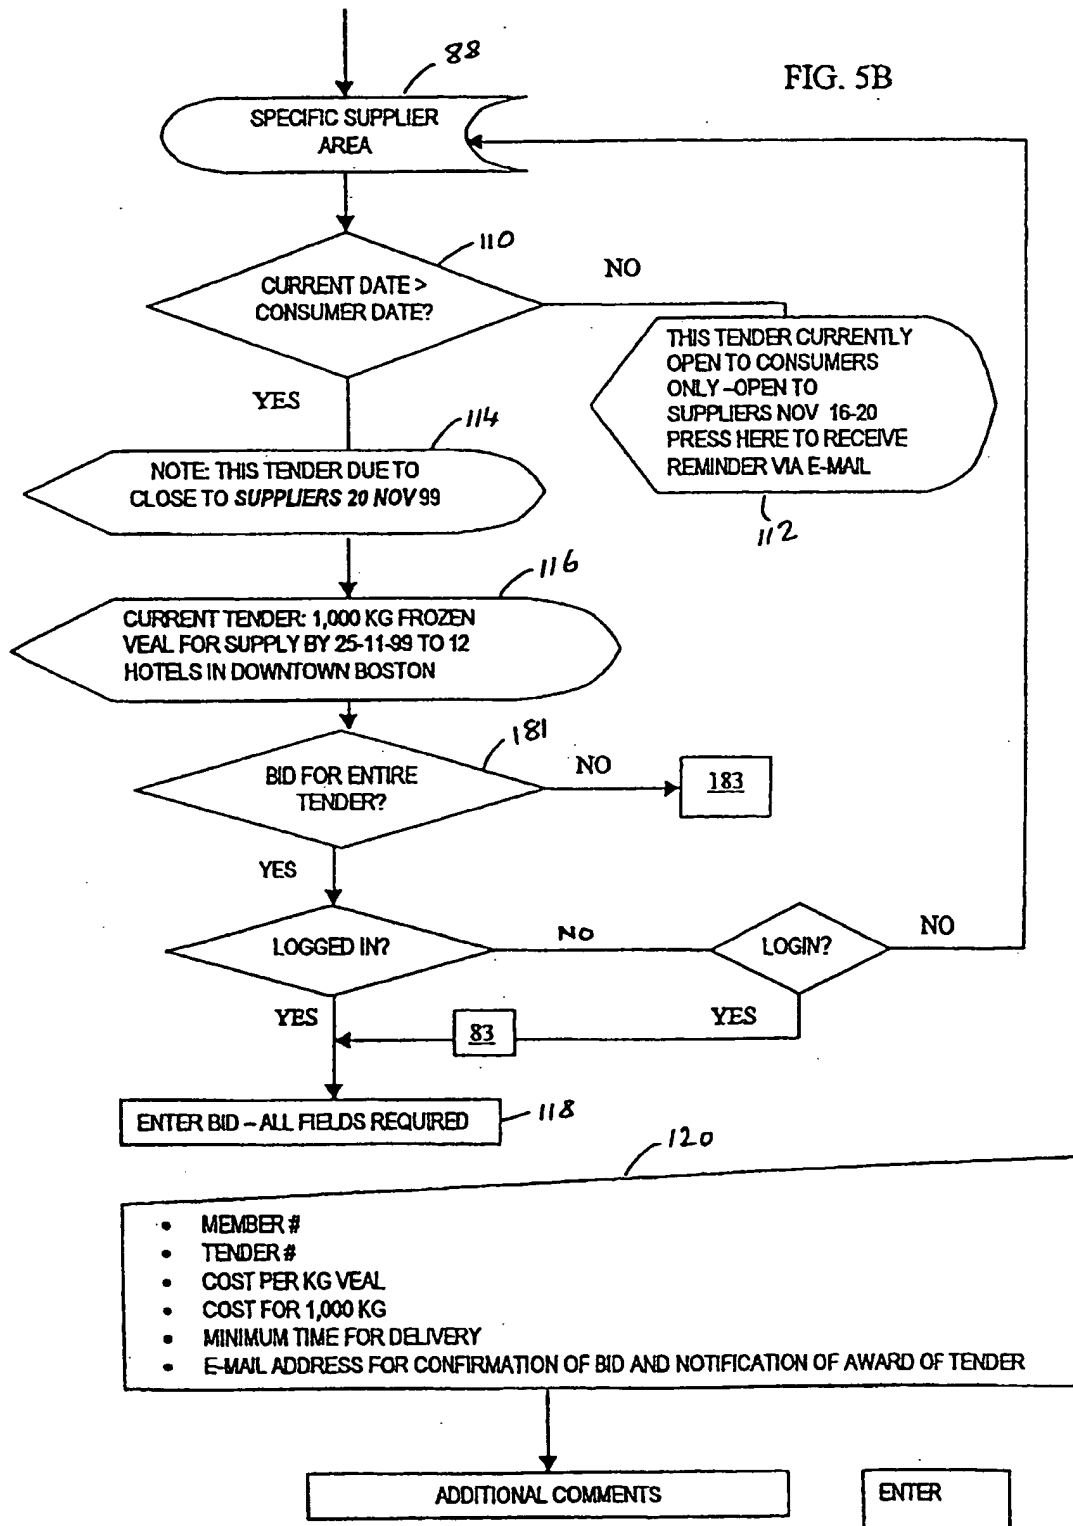 88
FIG. 5B
SPECIFIC SUPPLIER
AREA
110
CURRENT DATE >
CONSUMER DATE?
NO
THIS TENDER CURRENTLY
OPEN TO CONSUMERS
ONLY –OPEN TO
SUPPLIERS NOV 16-20
PRESS HERE TO RECEIVE
REMINDER VIA E-MAIL
112
YES
114
NOTE: THIS TENDER DUE TO
CLOSE TO SUPPLIERS 20 NOV 99
116
CURRENT TENDER: 1,000 KG FROZEN
VEAL FOR SUPPLY BY 25-11-99 TO 12
HOTELS IN DOWNTOWN BOSTON
181
BID FOR ENTIRE
TENDER?
NO
183
YES
LOGGED IN?
NO
LOGIN?
NO
YES
83
YES
ENTER BID – ALL FIELDS REQUIRED
118
120
• MEMBER #
• TENDER #
• COST PER KG VEAL
• COST FOR 1,000 KG
• MINIMUM TIME FOR DELIVERY
• E-MAIL ADDRESS FOR CONFIRMATION OF BID AND NOTIFICATION OF AWARD OF TENDER
ADDITIONAL COMMENTS
ENTER